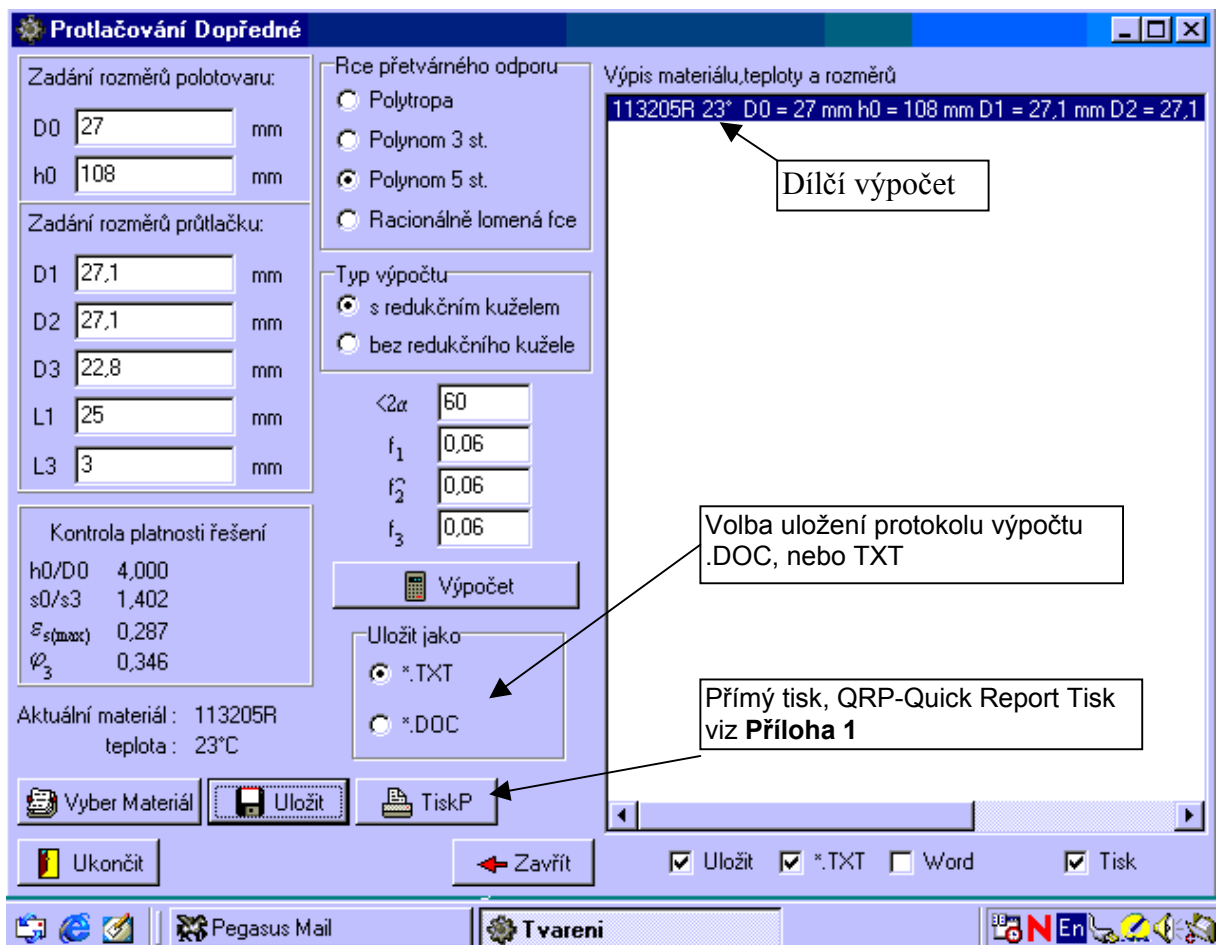 Protlačování Dopředné
Zadání rozměrů polotovaru:
D0 27 mm
h0 108 mm
Zadání rozměrů průtlačku:
D1 27,1 mm
D2 27,1 mm
D3 22,8 mm
L1 25 mm
L3 3 mm
Kontrola platnosti řešení
h0/D0 4,000
s0/s3 1,402
εs(max) 0,287
φ3 0,346
Aktuální materiál : 113205R
teplota : 23°C
Vyber Materiál
Uložit
TiskP
Ukončit
Zavřít
Rce přetvárného odporu
Polytropa
Polynom 3 st.
Polynom 5 st.
Racionálně lomená fce
Typ výpočtu
s redukčním kuželem
bez redukčního kužele
<2α 60
f1 0,06
f2 0,06
f3 0,06
Výpočet
Uložit jako
*.TXT
*.DOC
Výpis materiálu,teploty a rozměrů
113205R 23° D0 = 27 mm h0 = 108 mm D1 = 27,1 mm D2 = 27,1
Dílčí výpočet
Volba uložení protokolu výpočtu
.DOC, nebo TXT
Přímý tisk, QRP-Quick Report Tisk
viz Příloha 1
Uložit *.TXT Word Tisk
Pegasus Mail
Tvareni
N En